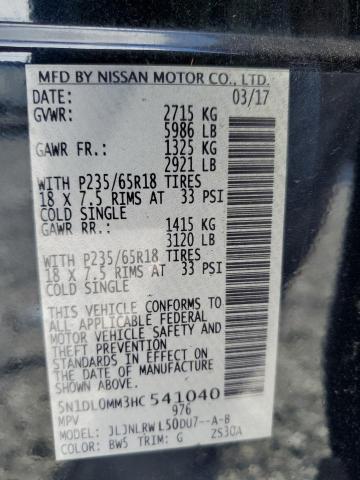 MFD BY NISSAN MOTOR CO., LTD.
DATE: 03/17
GVWR: 2715 KG
5986 LB
GAWR FR.: 1325 KG
2921 LB
WITH P235/65R18 TIRES
18 X 7.5 RIMS AT 33 PSI
COLD SINGLE
GAWR RR.: 1415 KG
3120 LB
WITH P235/65R18 TIRES
18 X 7.5 RIMS AT 33 PSI
COLD SINGLE
THIS VEHICLE CONFORMS TO
ALL APPLICABLE FEDERAL
MOTOR VEHICLE SAFETY AND
THEFT PREVENTION
STANDARDS IN EFFECT ON
THE DATE OF MANUFACTURE
SHOWN ABOVE.
5N1DL0MM3HC 541040
MPV 976
MODEL: JLJNLRWL50DU7--A-B
COLOR: BW5 TRIM: G ZS30A